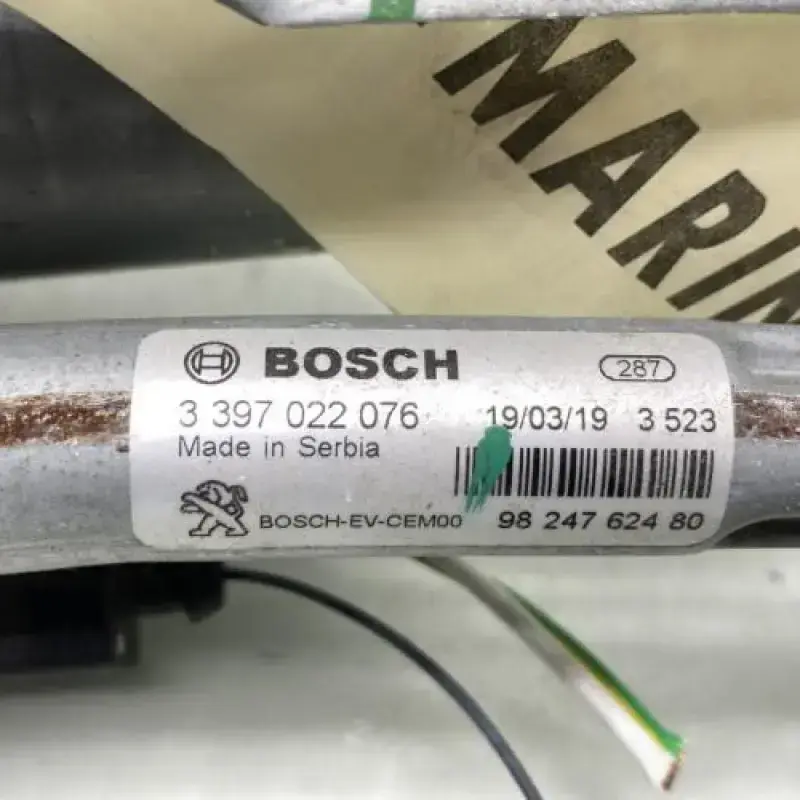 MARIN
BOSCH 287
3 397 022 076 19/03/19 3 523
Made in Serbia
BOSCH-EV-CEM00 98 247 624 80